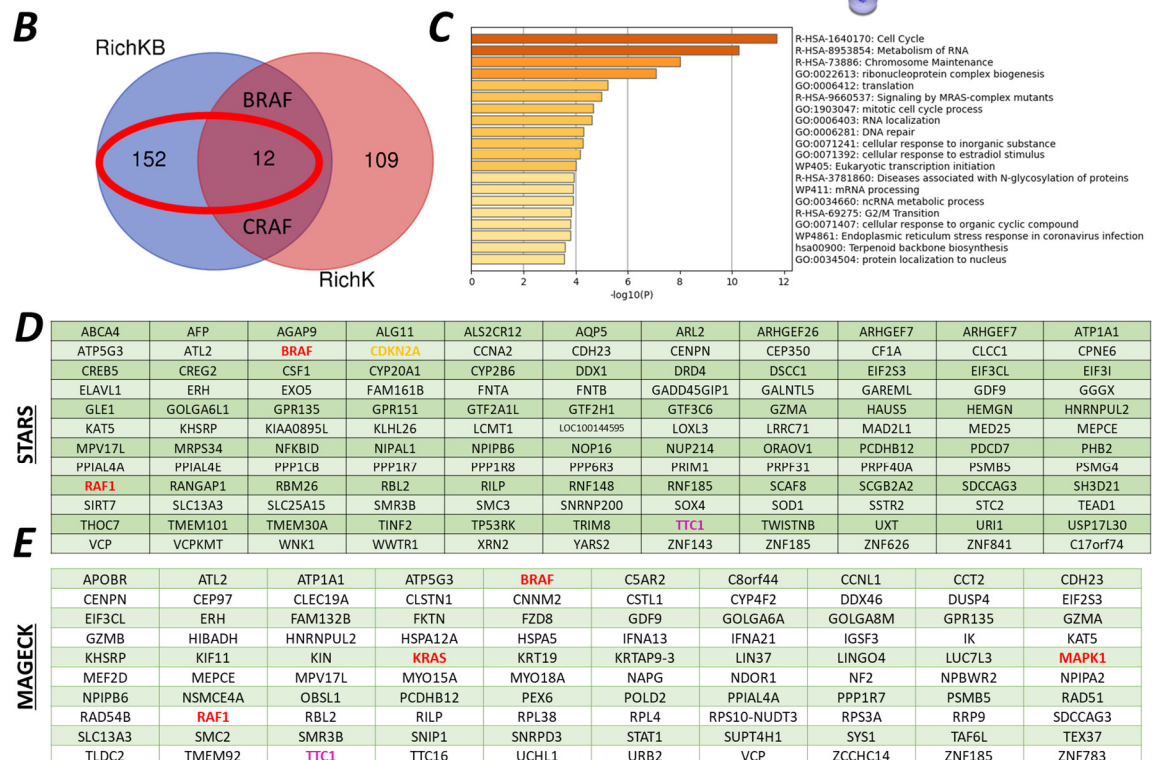 B
RichKB
BRAF
152
12
109
CRAF
RichK
C
R-HSA-1640170: Cell Cycle
R-HSA-8953854: Metabolism of RNA
R-HSA-73886: Chromosome Maintenance
GO:0022613: ribonucleoprotein complex biogenesis
GO:0006412: translation
R-HSA-9660537: Signaling by MRAS-complex mutants
GO:1903047: mitotic cell cycle process
GO:0006403: RNA localization
GO:0006281: DNA repair
GO:0071241: cellular response to inorganic substance
GO:0071392: cellular response to estradiol stimulus
WP405: Eukaryotic transcription initiation
R-HSA-3781860: Diseases associated with N-glycosylation of proteins
WP411: mRNA processing
GO:0034660: ncRNA metabolic process
R-HSA-69275: G2/M Transition
GO:0071407: cellular response to organic cyclic compound
WP4861: Endoplasmic reticulum stress response in coronavirus infection
hsa00900: Terpenoid backbone biosynthesis
GO:0034504: protein localization to nucleus
0 2 4 6 8 10 12
-log10(P)
D
STARS
ABCA4 AFP AGAP9 ALG11 ALS2CR12 AQP5 ARL2 ARHGEF26 ARHGEF7 ARHGEF7 ATP1A1
ATP5G3 ATL2 BRAF CDKN2A CCNA2 CDH23 CENPN CEP350 CF1A CLCC1 CPNE6
CREB5 CREG2 CSF1 CYP20A1 CYP2B6 DDX1 DRD4 DSCC1 EIF2S3 EIF3CL EIF3I
ELAVL1 ERH EXO5 FAM161B FNTA FNTB GADD45GIP1 GALNTL5 GAREML GDF9 GGGX
GLE1 GOLGA6L1 GPR135 GPR151 GTF2A1L GTF2H1 GTF3C6 GZMA HAUS5 HEMGN HNRNPUL2
KAT5 KHSRP KIAA0895L KLHL26 LCMT1 LOC100144595 LOXL3 LRRC71 MAD2L1 MED25 MEPCE
MPV17L MRPS34 NFKBID NIPAL1 NPIPB6 NOP16 NUP214 ORAOV1 PCDHB12 PDCD7 PHB2
PPIAL4A PPIAL4E PPP1CB PPP1R7 PPP1R8 PPP6R3 PRIM1 PRPF31 PRPF40A PSMB5 PSMG4
RAF1 RANGAP1 RBM26 RBL2 RILP RNF148 RNF185 SCAF8 SCGB2A2 SDCCAG3 SH3D21
SIRT7 SLC13A3 SLC25A15 SMR3B SMC3 SNRNP200 SOX4 SOD1 SSTR2 STC2 TEAD1
THOC7 TMEM101 TMEM30A TINF2 TP53RK TRIM8 TTC1 TWISTNB UXT URI1 USP17L30
VCP VCPKMT WNK1 WWTR1 XRN2 YARS2 ZNF143 ZNF185 ZNF626 ZNF841 C17orf74
E
MAGECK
APOBR ATL2 ATP1A1 ATP5G3 BRAF C5AR2 C8orf44 CCNL1 CCT2 CDH23
CENPN CEP97 CLEC19A CLSTN1 CNNM2 CSTL1 CYP4F2 DDX46 DUSP4 EIF2S3
EIF3CL ERH FAM132B FKTN FZD8 GDF9 GOLGA6A GOLGA8M GPR135 GZMA
GZMB HIBADH HNRNPUL2 HSPA12A HSPA5 IFNA13 IFNA21 IGSF3 IK KAT5
KHSRP KIF11 KIN KRAS KRT19 KRTAP9-3 LIN37 LINGO4 LUC7L3 MAPK1
MEF2D MEPCE MPV17L MYO15A MYO18A NAPG NDOR1 NF2 NPBWR2 NPIPA2
NPIPB6 NSMCE4A OBSL1 PCDHB12 PEX6 POLD2 PPIAL4A PPP1R7 PSMB5 RAD51
RAD54B RAF1 RBL2 RILP RPL38 RPL4 RPS10-NUDT3 RPS3A RRP9 SDCCAG3
SLC13A3 SMC2 SMR3B SNIP1 SNRPD3 STAT1 SUPT4H1 SYS1 TAF6L TEX37
TLDC2 TMEM92 TTC1 TTC16 UCHL1 URB2 VCP ZCCHC14 ZNF185 ZNF783